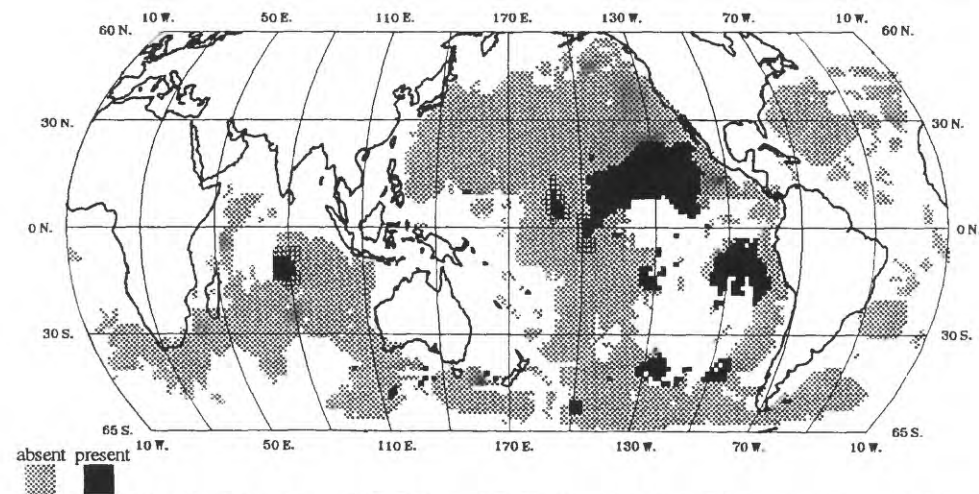 10 W. 50 E. 110 E. 170 E. 130 W. 70 W. 10 W.
60 N. 60 N.
30 N. 30 N.
0 N. 0 N.
30 S. 30 S.
65 S. 65 S.
10 W. 50 E. 110 E. 170 E. 130 W. 70 W. 10 W.
absent present